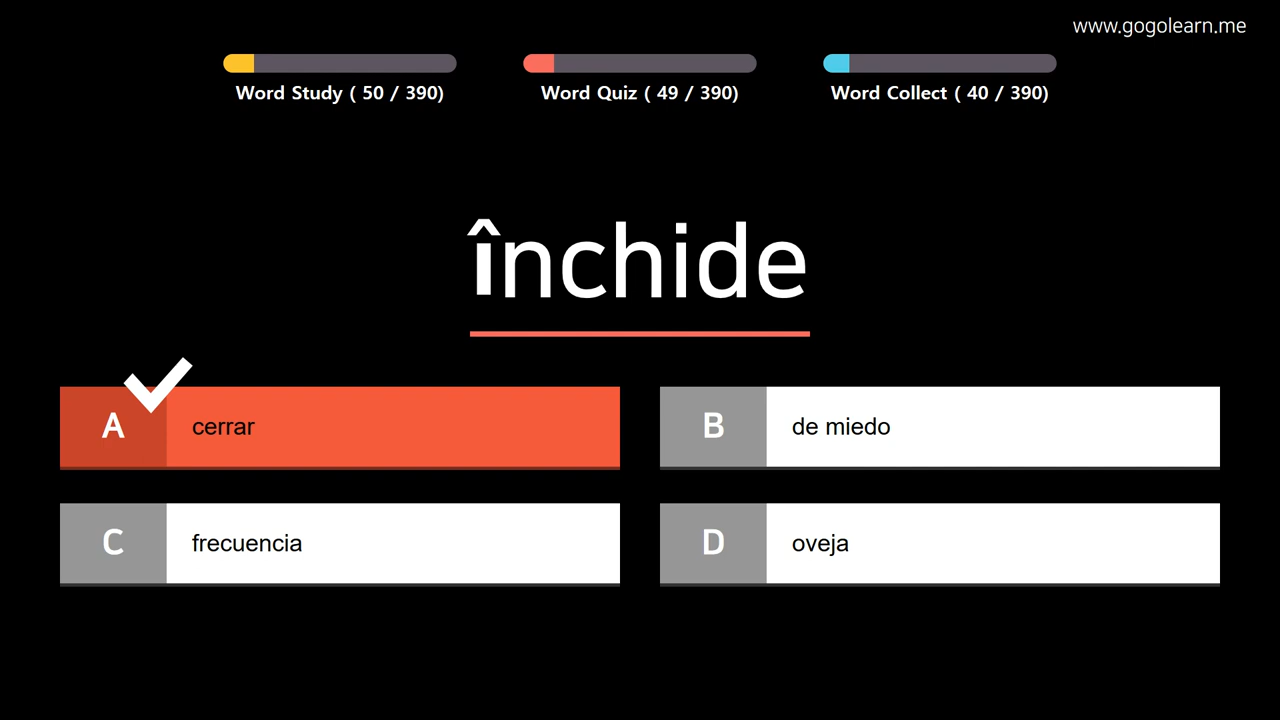 www.gogolearn.me
Word Study ( 50 / 390)
Word Quiz ( 49 / 390)
Word Collect ( 40 / 390)
închide
A cerrar
B de miedo
C frecuencia
D oveja